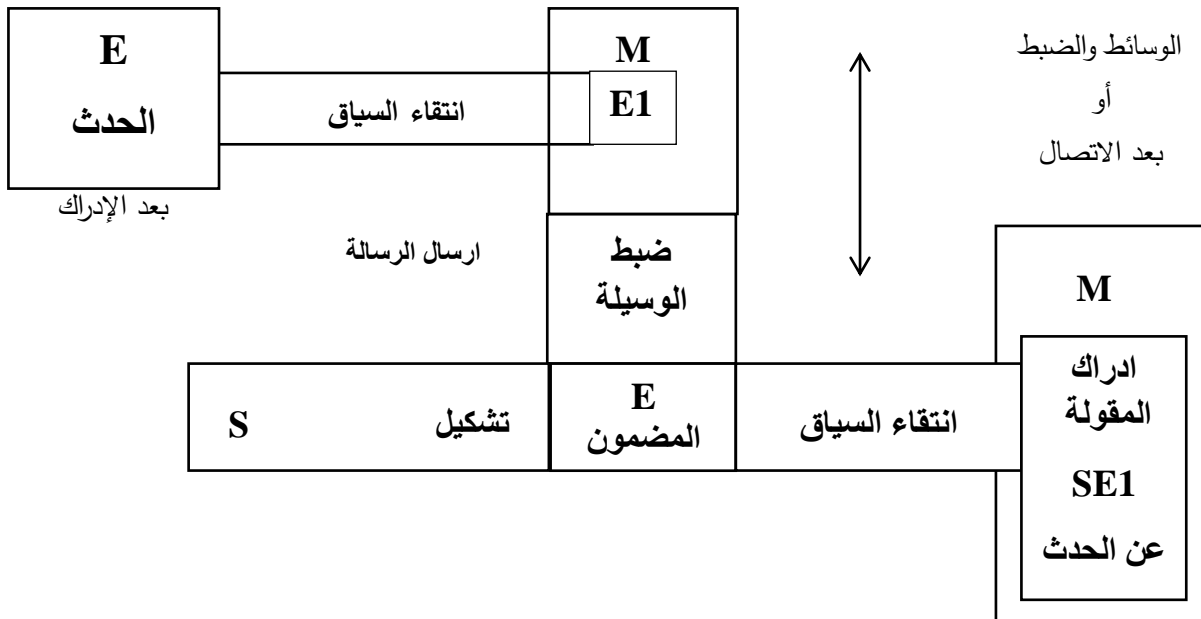 E
الحدث
بعد الإدراك
انتقاء السياق
M
E1
الوسائط والضبط
أو
بعد الاتصال
ارسال الرسالة
ضبط
الوسيلة
S
تشكيل
E
المضمون
انتقاء السياق
M
ادراك
المقولة
SE1
عن الحدث